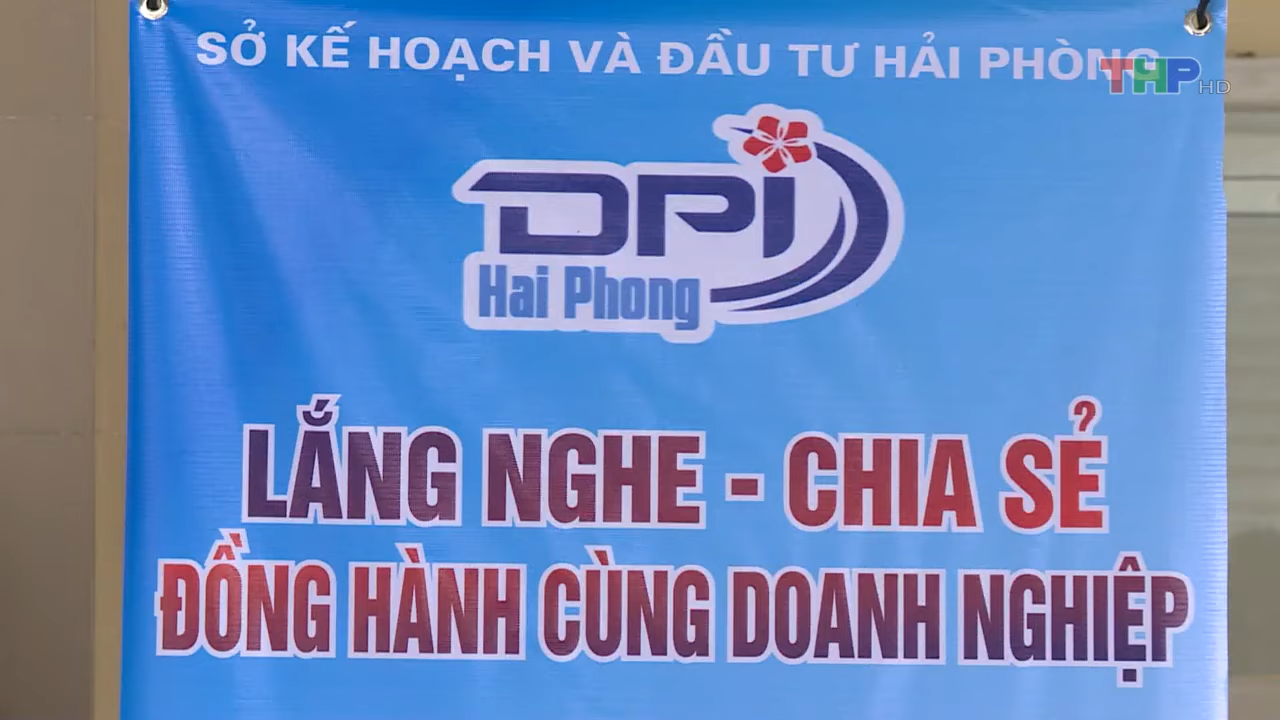 SỞ KẾ HOẠCH VÀ ĐẦU TƯ HẢI PHÒNG
THP HD
DPI
Hai Phong
LẮNG NGHE - CHIA SẺ
ĐỒNG HÀNH CÙNG DOANH NGHIỆP